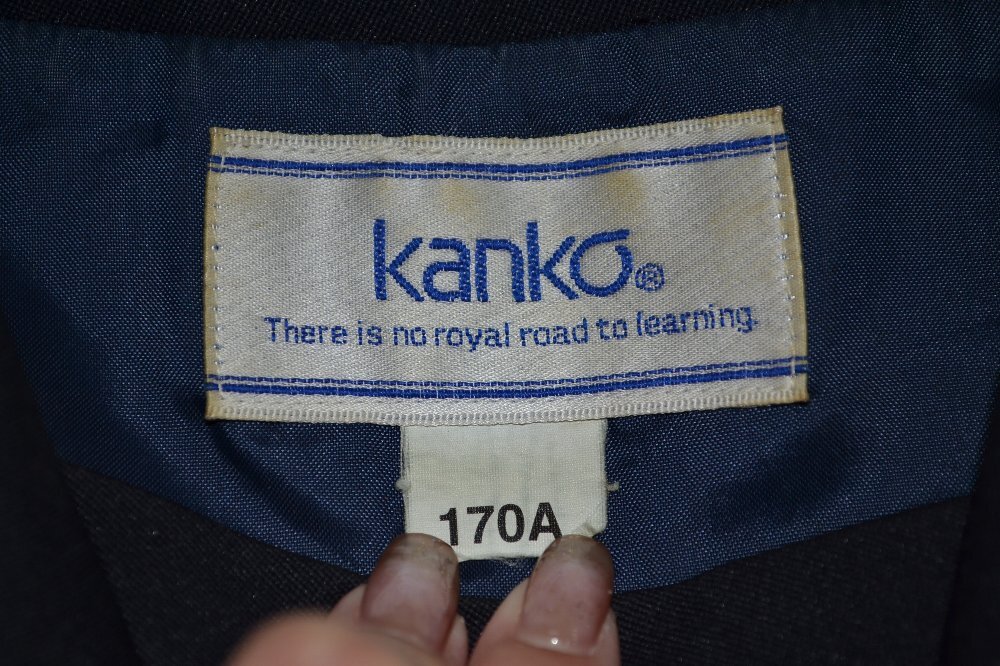 kanko®
There is no royal road to learning.
170A